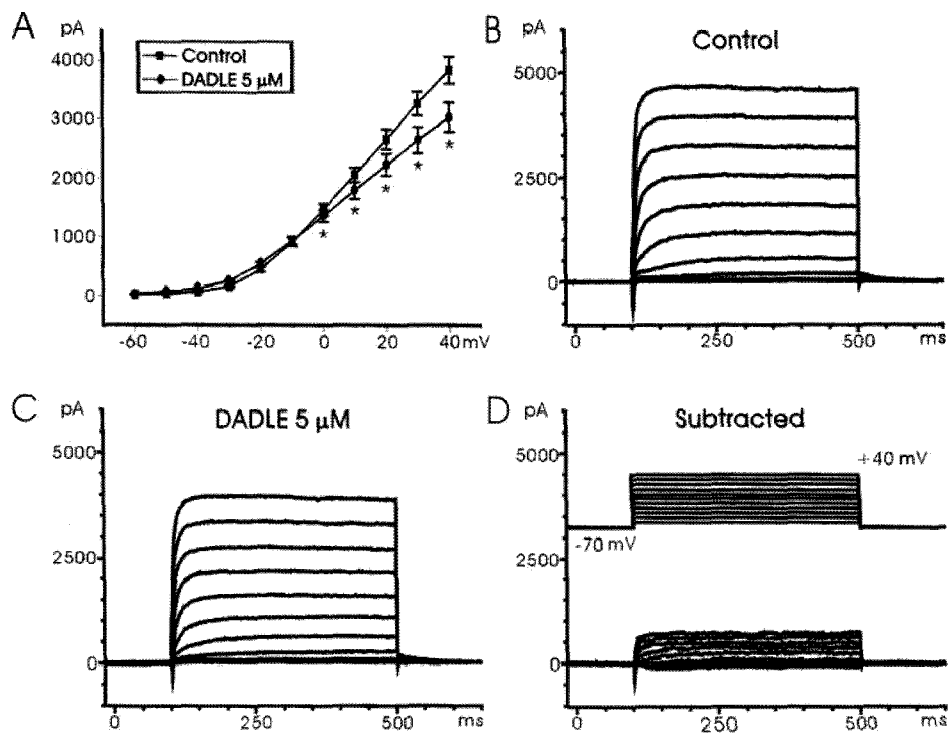 A
pA
Control
DADLE 5 μM
4000
3000
2000
1000
0
* * * * *
-60 -40 -20 0 20 40 mV
B
pA
Control
5000
2500
0
0 250 500 ms
C
pA
DADLE 5 μM
5000
2500
0
0 250 500 ms
D
pA
Subtracted
5000
+40 mV
-70 mV
2500
0
0 250 500 ms